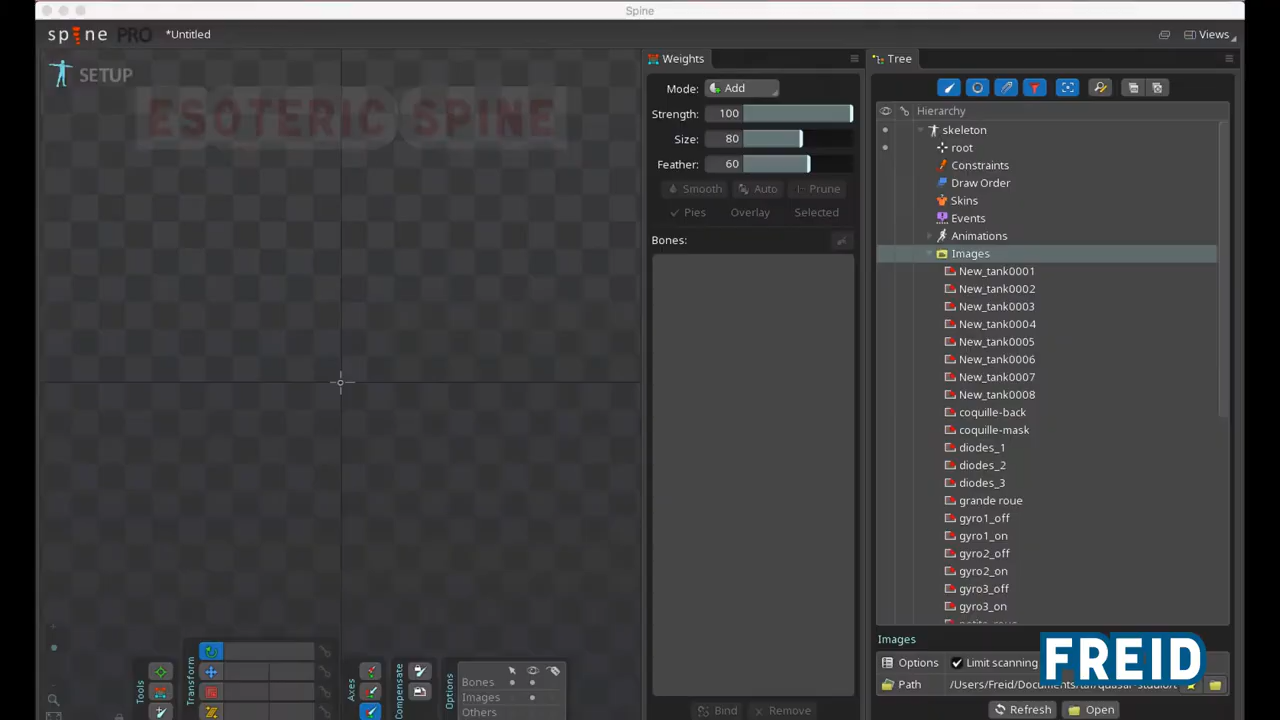 Spine
spine PRO
*Untitled
Views
SETUP
ESOTERIC SPINE
Weights
Mode:
Add
Strength:
100
Size:
80
Feather:
60
Smooth
Auto
Prune
Pies
Overlay
Selected
Bones:
Bind
Remove
Tree
Hierarchy
skeleton
root
Constraints
Draw Order
Skins
Events
Animations
Images
New_tank0001
New_tank0002
New_tank0003
New_tank0004
New_tank0005
New_tank0006
New_tank0007
New_tank0008
coquille-back
coquille-mask
diodes_1
diodes_2
diodes_3
grande roue
gyro1_off
gyro1_on
gyro2_off
gyro2_on
gyro3_off
gyro3_on
Images
Options
Limit scanning
Path
Refresh
Open
FREID
Tools
Transform
Axes
Compensate
Options
Bones
Images
Others